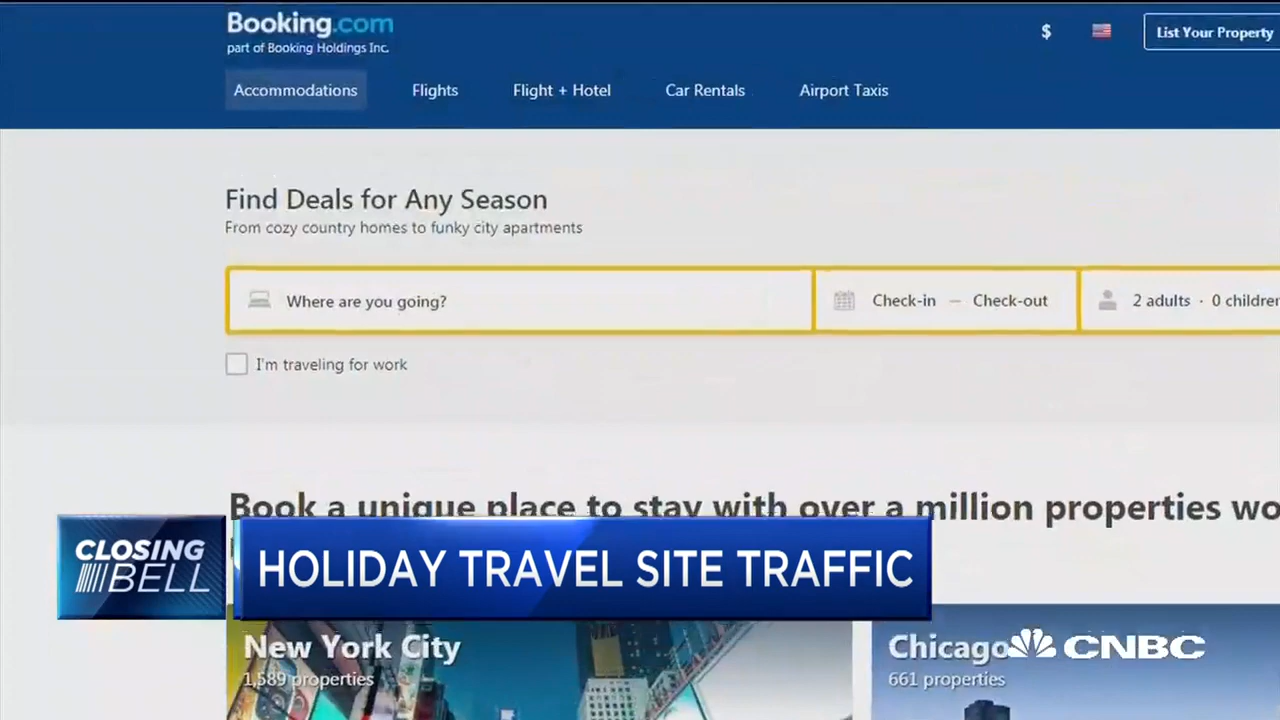 Booking.com
part of Booking Holdings Inc.
$
List Your Property
Accommodations
Flights
Flight + Hotel
Car Rentals
Airport Taxis
Find Deals for Any Season
From cozy country homes to funky city apartments
Where are you going?
Check-in — Check-out
2 adults · 0 children
I'm traveling for work
Book a unique place to stay with over a million properties wo
CLOSING
BELL
HOLIDAY TRAVEL SITE TRAFFIC
New York City
1,589 properties
Chicago
661 properties
CNBC